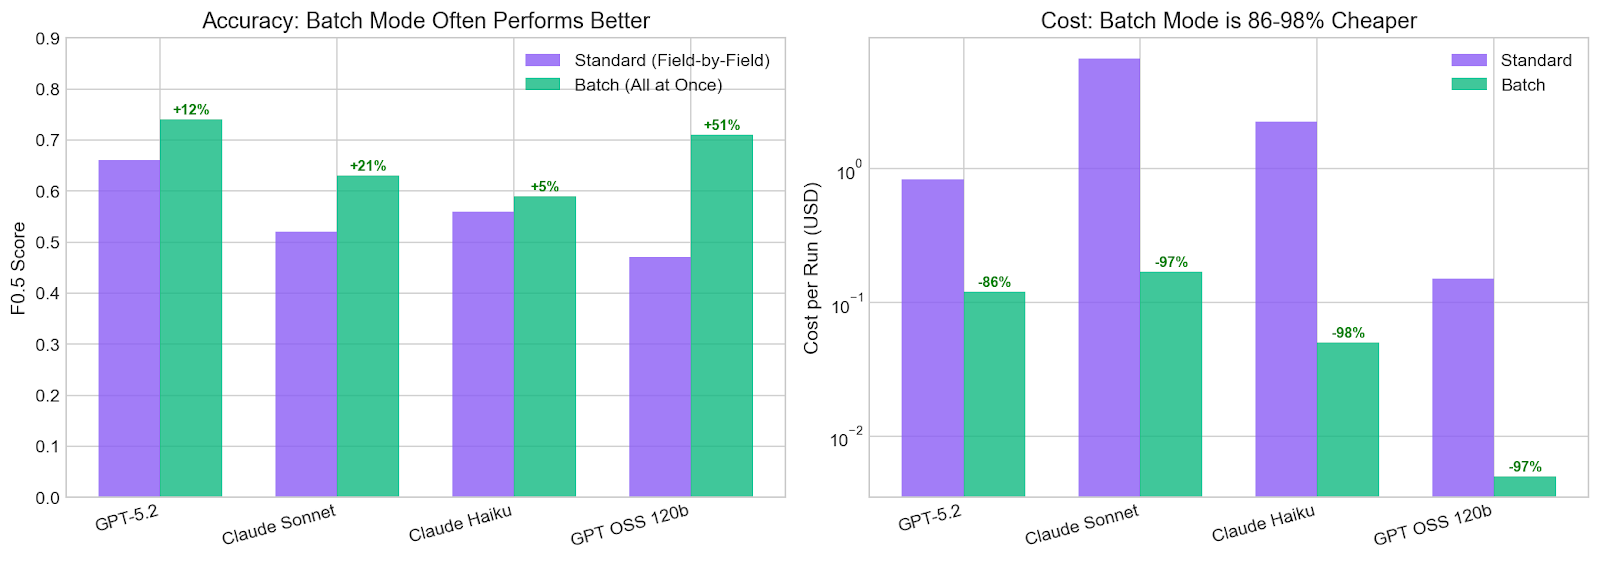 Accuracy: Batch Mode Often Performs Better
F0.5 Score
0.9
0.8
0.7
0.6
0.5
0.4
0.3
0.2
0.1
0.0
Standard (Field-by-Field)
Batch (All at Once)
+12%
+21%
+5%
+51%
GPT-5.2
Claude Sonnet
Claude Haiku
GPT OSS 120b
Cost: Batch Mode is 86-98% Cheaper
Cost per Run (USD)
10⁰
10⁻¹
10⁻²
Standard
Batch
-86%
-97%
-98%
-97%
GPT-5.2
Claude Sonnet
Claude Haiku
GPT OSS 120b